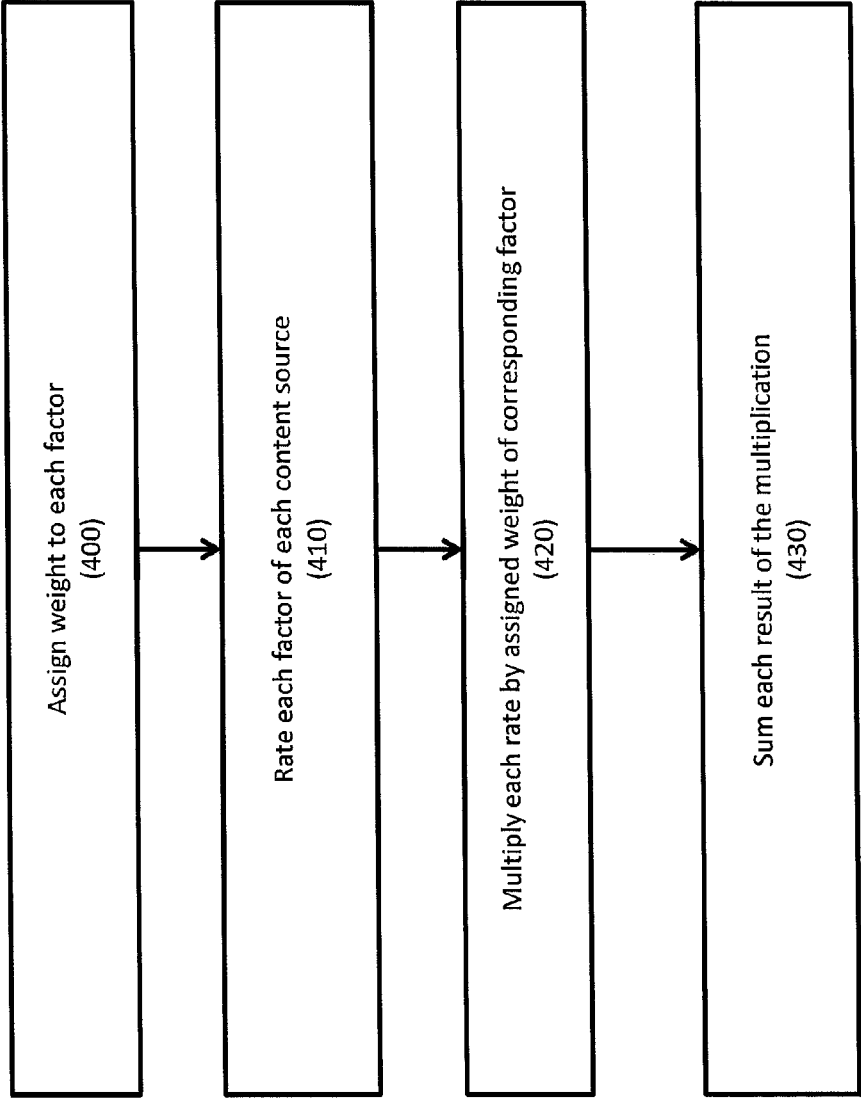 Assign weight to each factor
(400)
Rate each factor of each content source
(410)
Multiply each rate by assigned weight of corresponding factor
(420)
Sum each result of the multiplication
(430)